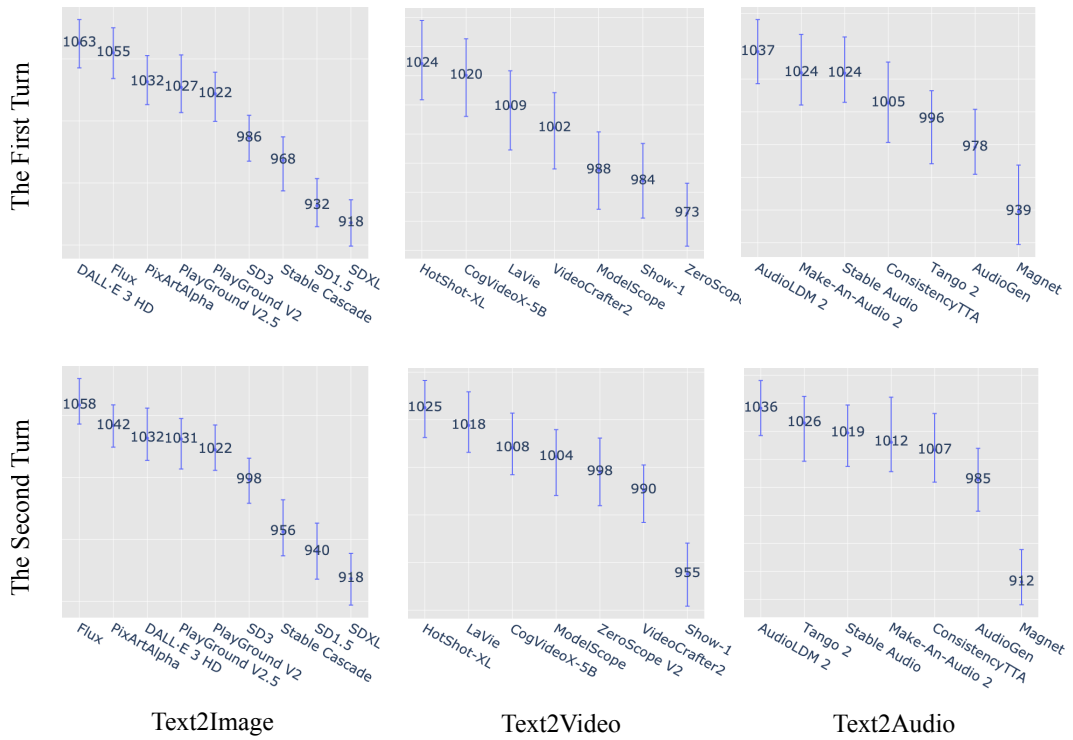 The First Turn
1063
1055
1032
1027
1022
986
968
932
918
DALL·E 3 HD
Flux
PixArtAlpha
PlayGround V2.5
PlayGround V2
SD3
Stable Cascade
SD1.5
SDXL
1024
1020
1009
1002
988
984
973
HotShot-XL
CogVideoX-5B
LaVie
VideoCrafter2
ModelScope
Show-1
ZeroScope
1037
1024
1024
1005
996
978
939
AudioLDM 2
Make-An-Audio 2
Stable Audio
ConsistencyTTA
Tango 2
AudioGen
Magnet
The Second Turn
1058
1042
1032
1031
1022
998
956
940
918
Flux
PixArtAlpha
DALL·E 3 HD
PlayGround V2.5
PlayGround V2
SD3
Stable Cascade
SD1.5
SDXL
1025
1018
1008
1004
998
990
955
HotShot-XL
LaVie
CogVideoX-5B
ModelScope
ZeroScope V2
VideoCrafter2
Show-1
1036
1026
1019
1012
1007
985
912
AudioLDM 2
Tango 2
Stable Audio
Make-An-Audio 2
ConsistencyTTA
AudioGen
Magnet
Text2Image
Text2Video
Text2Audio